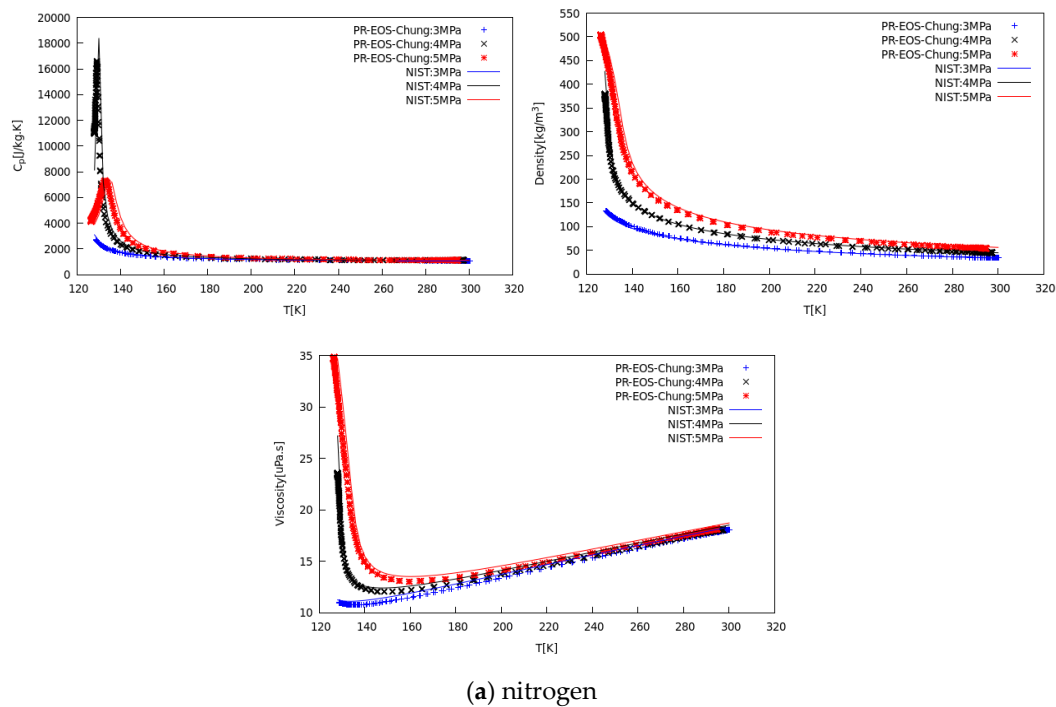 20000
18000
16000
14000
12000
10000
8000
6000
4000
2000
0
Cp[J/kg.K]
PR-EOS-Chung:3MPa
PR-EOS-Chung:4MPa
PR-EOS-Chung:5MPa
NIST:3MPa
NIST:4MPa
NIST:5MPa
120 140 160 180 200 220 240 260 280 300 320
T[K]
550
500
450
400
350
300
250
200
150
100
50
0
Density[kg/m³]
PR-EOS-Chung:3MPa
PR-EOS-Chung:4MPa
PR-EOS-Chung:5MPa
NIST:3MPa
NIST:4MPa
NIST:5MPa
120 140 160 180 200 220 240 260 280 300 320
T[K]
35
30
25
20
15
10
Viscosity[uPa.s]
PR-EOS-Chung:3MPa
PR-EOS-Chung:4MPa
PR-EOS-Chung:5MPa
NIST:3MPa
NIST:4MPa
NIST:5MPa
120 140 160 180 200 220 240 260 280 300 320
T[K]
(a) nitrogen